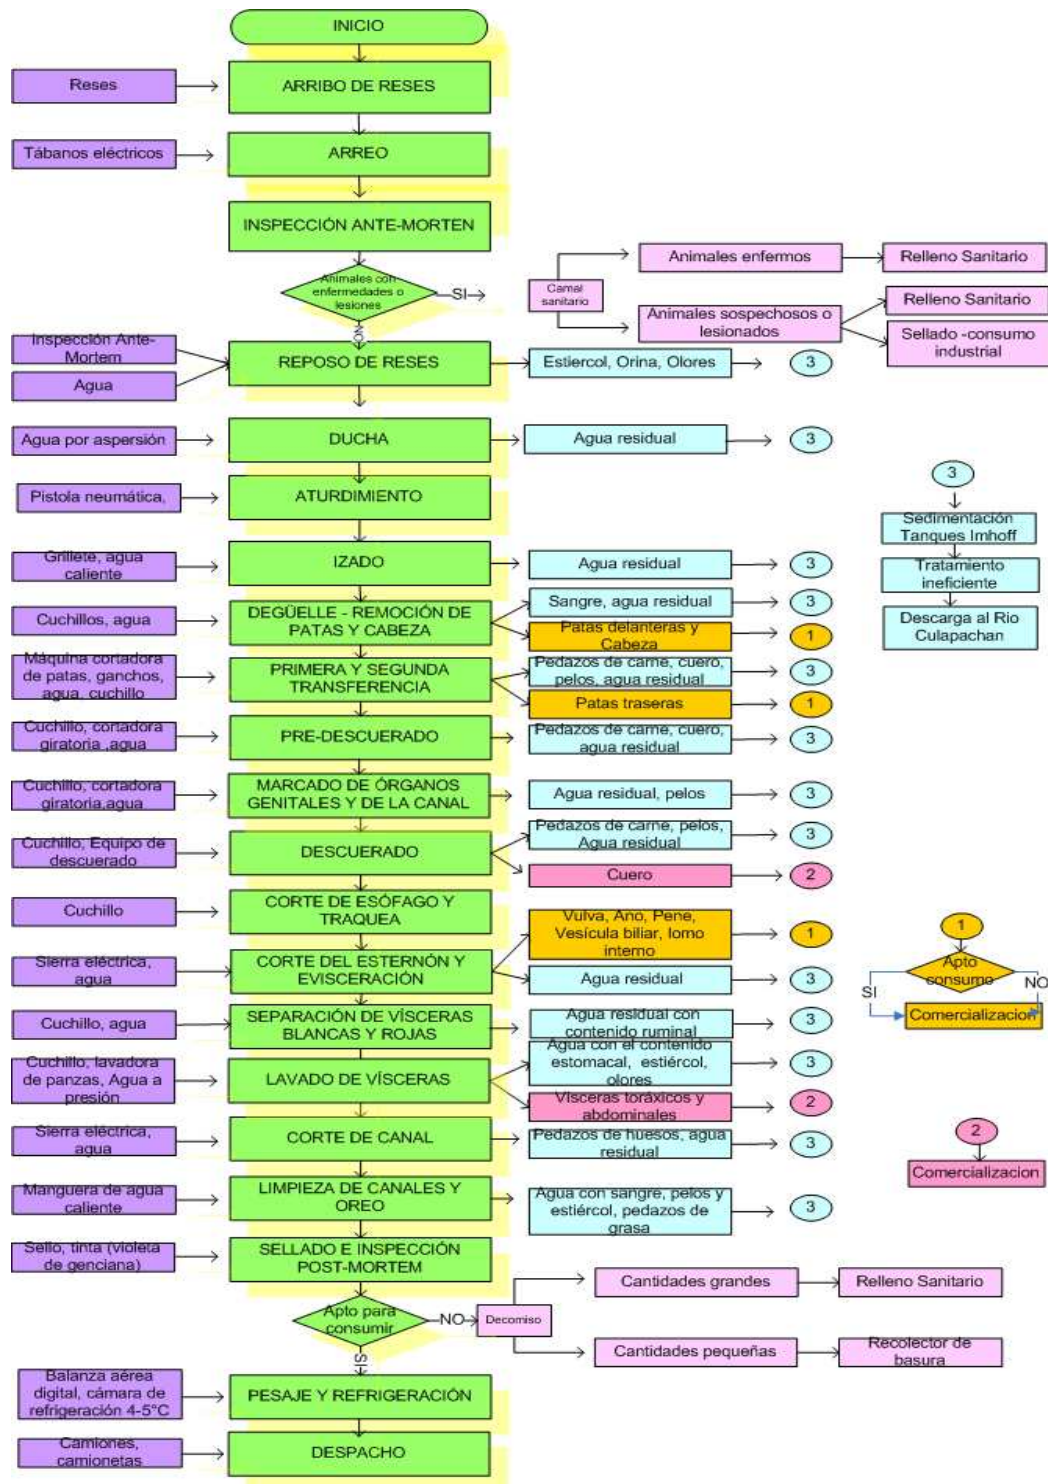 INICIO
Reses
ARRIBO DE RESES
Tábanos eléctricos
ARREO
INSPECCIÓN ANTE-MORTEN
Animales con
enfermedades o
lesiones
SI
NO
Camal
sanitario
Animales enfermos
Relleno Sanitario
Animales sospechosos o
lesionados
Relleno Sanitario
Sellado -consumo
industrial
Inspección Ante-
Mortem
Agua
REPOSO DE RESES
Estiercol, Orina, Olores
3
Agua por aspersión
DUCHA
Agua residual
3
Pistola neumática,
ATURDIMIENTO
3
Sedimentación
Tanques Imhoff
Tratamiento
ineficiente
Descarga al Rio
Culapachan
Grillete, agua
caliente
IZADO
Agua residual
3
Cuchillos, agua
DEGÜELLE - REMOCIÓN DE
PATAS Y CABEZA
Sangre, agua residual
3
Patas delanteras y
Cabeza
1
Máquina cortadora
de patas, ganchos,
agua, cuchillo
PRIMERA Y SEGUNDA
TRANSFERENCIA
Pedazos de carne, cuero,
pelos, agua residual
3
Patas traseras
1
Cuchillo, cortadora
giratoria ,agua
PRE-DESCUERADO
Pedazos de carne, cuero,
agua residual
3
Cuchillo, cortadora
giratoria,agua
MARCADO DE ÓRGANOS
GENITALES Y DE LA CANAL
Agua residual, pelos
3
Cuchillo, Equipo de
descuerado
DESCUERADO
Pedazos de carne, pelos,
Agua residual
3
Cuero
2
Cuchillo
CORTE DE ESÓFAGO Y
TRAQUEA
Sierra eléctrica,
agua
CORTE DEL ESTERNÓN Y
EVISCERACIÓN
Vulva, Ano, Pene,
Vesícula biliar, lomo
interno
1
Agua residual
3
1
Apto
consumo
SI
NO
Comercializacion
Cuchillo, agua
SEPARACIÓN DE VÍSCERAS
BLANCAS Y ROJAS
Agua residual con
contenido ruminal
3
Cuchillo, lavadora
de panzas, Agua a
presión
LAVADO DE VÍSCERAS
Agua con el contenido
estomacal, estiércol,
olores
3
Vísceras toráxicos y
abdominales
2
Sierra eléctrica,
agua
CORTE DE CANAL
Pedazos de huesos, agua
residual
3
2
Comercializacion
Manguera de agua
caliente
LIMPIEZA DE CANALES Y
OREO
Agua con sangre, pelos y
estiércol, pedazos de
grasa
3
Sello, tinta (violeta
de genciana)
SELLADO E INSPECCIÓN
POST-MORTEM
Apto para
consumir
NO
SI
Decomiso
Cantidades grandes
Relleno Sanitario
Cantidades pequeñas
Recolector de
basura
Balanza aérea
digital, cámara de
refrigeración 4-5°C
PESAJE Y REFRIGERACIÓN
Camiones,
camionetas
DESPACHO